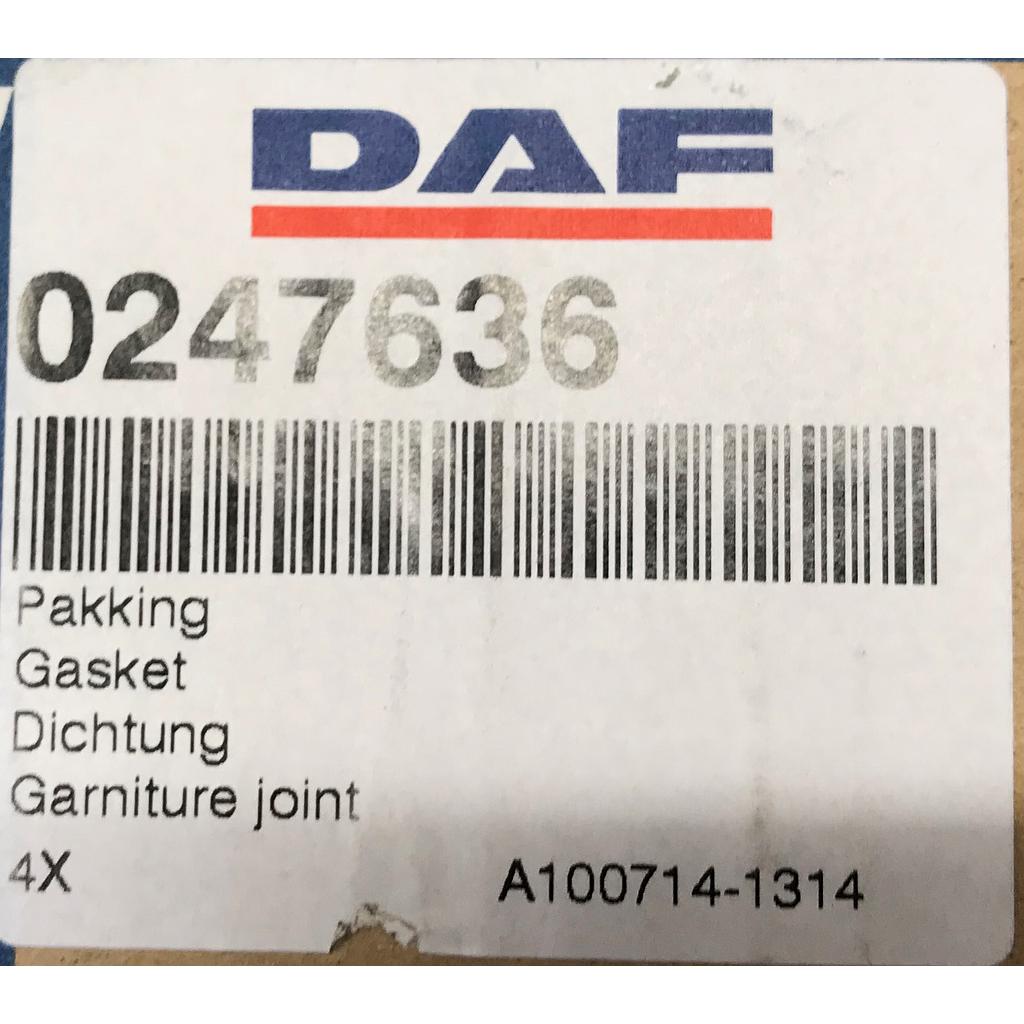 DAF
0247636
Pakking
Gasket
Dichtung
Garniture joint
4X
A100714-1314